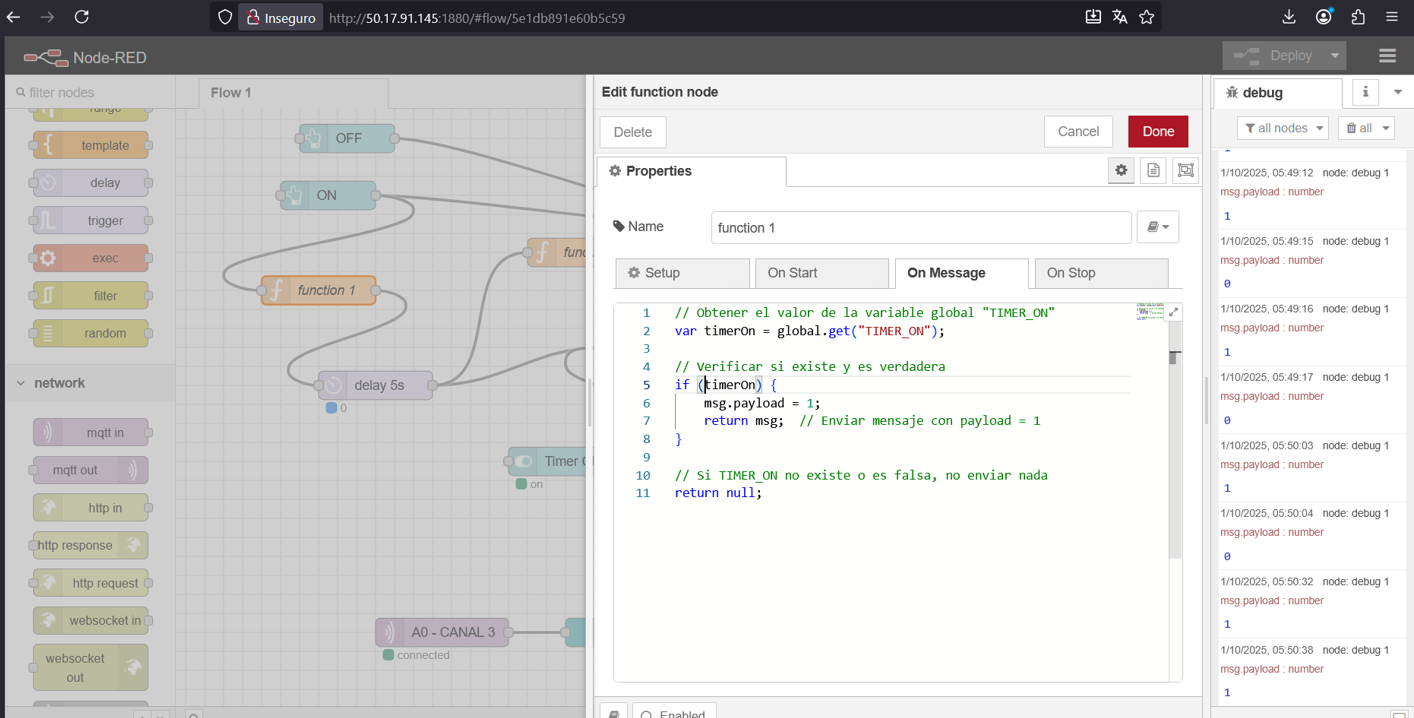 Inseguro
http://50.17.91.145:1880/#flow/5e1db891e60b5c59
Node-RED
Deploy
filter nodes
range
template
delay
trigger
exec
filter
random
network
mqtt in
mqtt out
http in
http response
http request
websocket in
websocket
out
Flow 1
OFF
ON
func
function 1
delay 5s
0
Timer
on
A0 - CANAL 3
connected
Edit function node
Delete
Cancel
Done
Properties
Name
function 1
Setup
On Start
On Message
On Stop
1 // Obtener el valor de la variable global "TIMER_ON"
2 var timerOn = global.get("TIMER_ON");
3
4 // Verificar si existe y es verdadera
5 if (timerOn) {
6 msg.payload = 1;
7 return msg;  // Enviar mensaje con payload = 1
8 }
9
10 // Si TIMER_ON no existe o es falsa, no enviar nada
11 return null;
Enabled
debug
i
all nodes
all
1
1/10/2025, 05:49:12 node: debug 1
msg.payload : number
1
1/10/2025, 05:49:15 node: debug 1
msg.payload : number
0
1/10/2025, 05:49:16 node: debug 1
msg.payload : number
1
1/10/2025, 05:49:17 node: debug 1
msg.payload : number
0
1/10/2025, 05:50:03 node: debug 1
msg.payload : number
1
1/10/2025, 05:50:04 node: debug 1
msg.payload : number
0
1/10/2025, 05:50:32 node: debug 1
msg.payload : number
1
1/10/2025, 05:50:38 node: debug 1
msg.payload : number
1